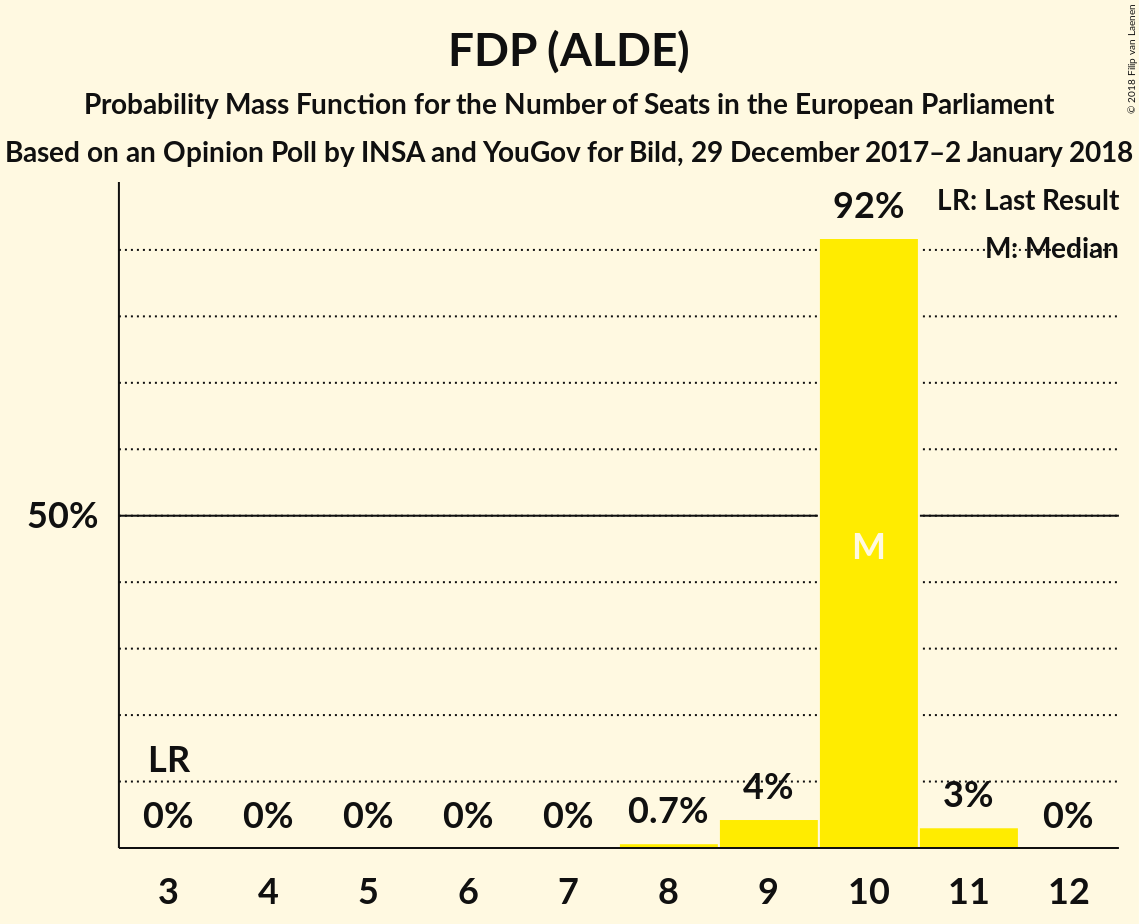 FDP (ALDE)
Probability Mass Function for the Number of Seats in the European Parliament
Based on an Opinion Poll by INSA and YouGov for Bild, 29 December 2017–2 January 2018
© 2018 Filip van Laenen
LR: Last Result
M: Median
92%
50%
M
LR
0%
0%
0%
0%
0%
0.7%
4%
3%
0%
3 4 5 6 7 8 9 10 11 12